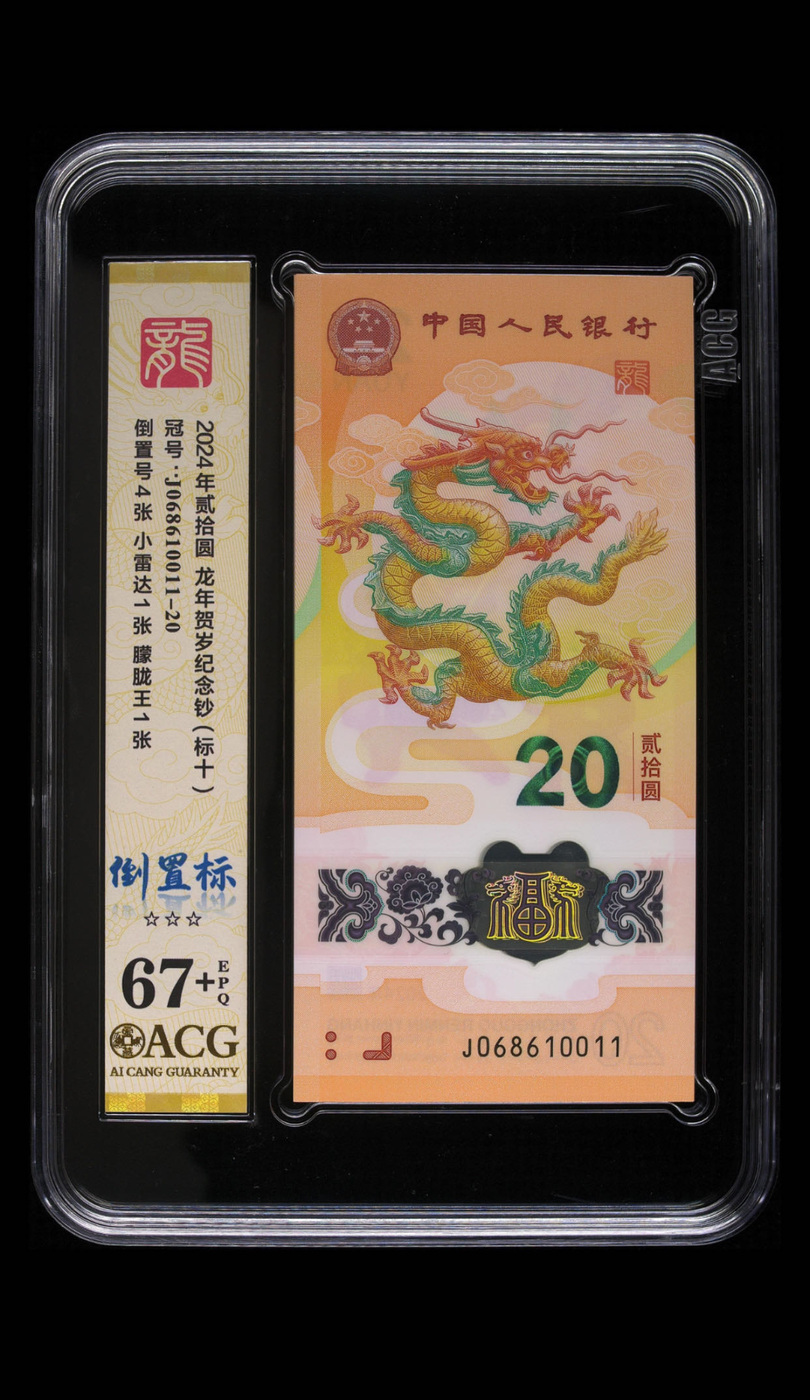 龍
2024年贰拾圆 龙年贺岁纪念钞(标十)
冠号:J068610011-20
倒置号4张 小雷达1张 朦胧王1张
倒置标
☆☆☆
67+EPQ
ACG
AI CANG GUARANTY
中国人民银行
龍
20
贰拾圆
福
J068610011
ACG